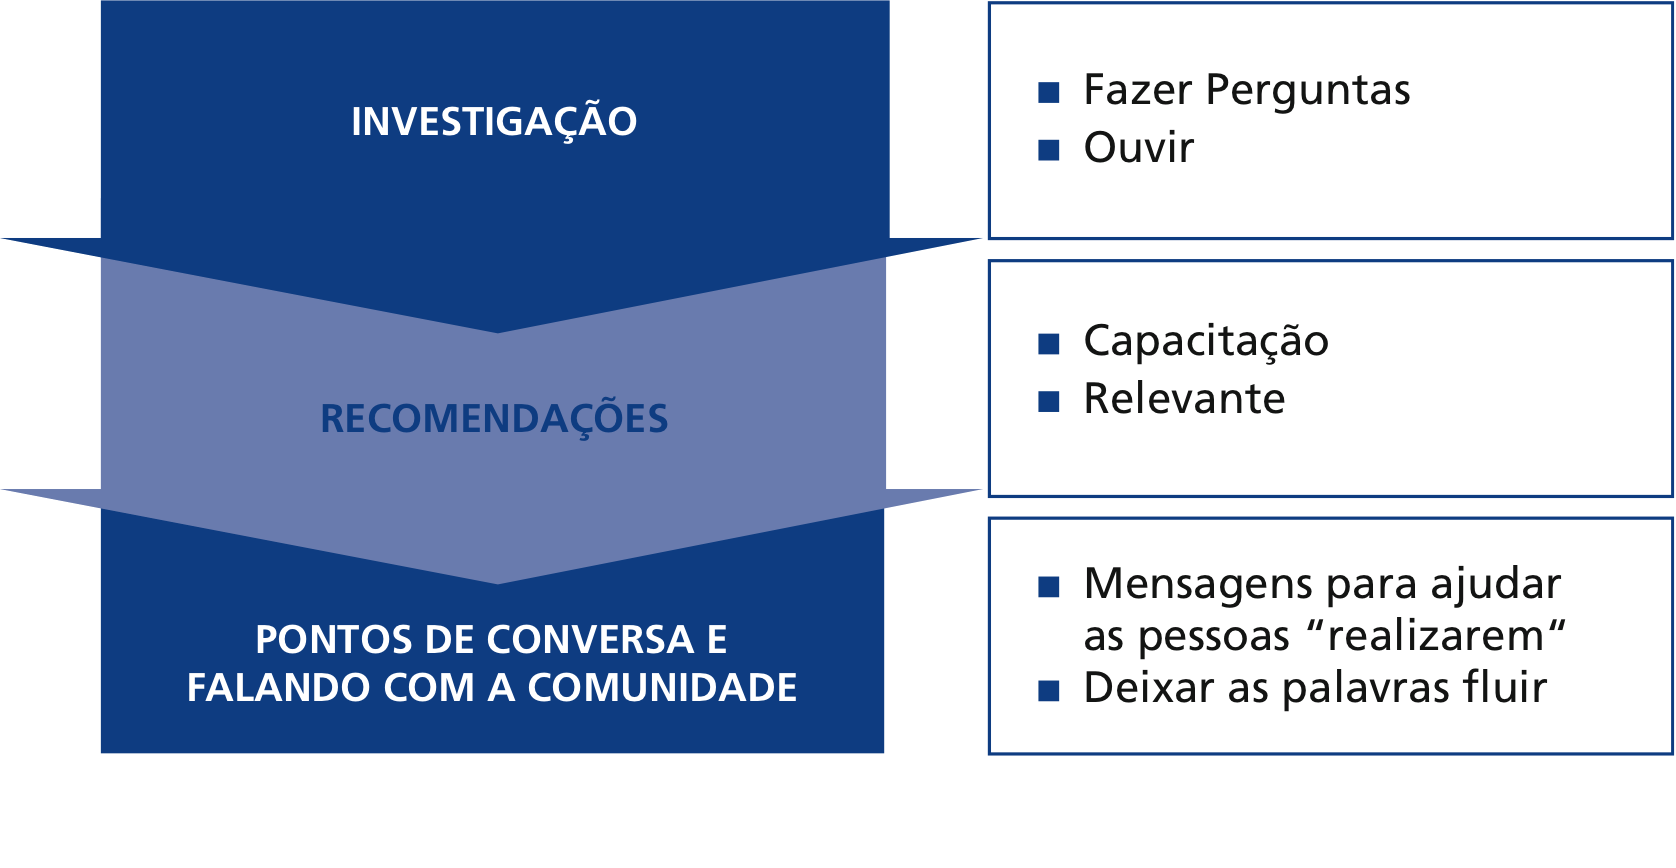 INVESTIGAÇÃO
■ Fazer Perguntas
■ Ouvir
RECOMENDAÇÕES
■ Capacitação
■ Relevante
PONTOS DE CONVERSA E
FALANDO COM A COMUNIDADE
■ Mensagens para ajudar
as pessoas “realizarem“
■ Deixar as palavras fluir